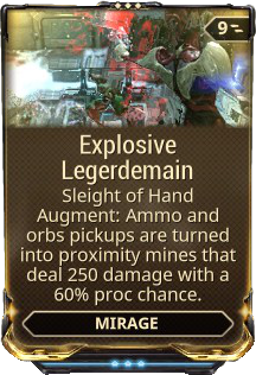 9
Explosive
Legerdemain
Sleight of Hand
Augment: Ammo and
orbs pickups are turned
into proximity mines that
deal 250 damage with a
60% proc chance.
MIRAGE